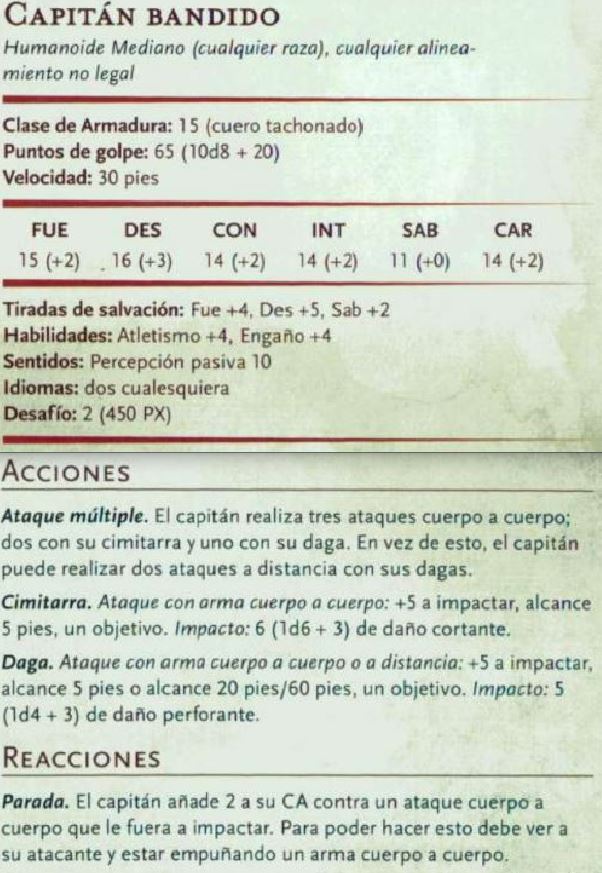 CAPITÁN BANDIDO
Humanoide Mediano (cualquier raza), cualquier alinea-
miento no legal
Clase de Armadura: 15 (cuero tachonado)
Puntos de golpe: 65 (10d8 + 20)
Velocidad: 30 pies
FUE DES CON INT SAB CAR
15 (+2) 16 (+3) 14 (+2) 14 (+2) 11 (+0) 14 (+2)
Tiradas de salvación: Fue +4, Des +5, Sab +2
Habilidades: Atletismo +4, Engaño +4
Sentidos: Percepción pasiva 10
Idiomas: dos cualesquiera
Desafío: 2 (450 PX)
ACCIONES
Ataque múltiple. El capitán realiza tres ataques cuerpo a cuerpo;
dos con su cimitarra y uno con su daga. En vez de esto, el capitán
puede realizar dos ataques a distancia con sus dagas.
Cimitarra. Ataque con arma cuerpo a cuerpo: +5 a impactar, alcance
5 pies, un objetivo. Impacto: 6 (1d6 + 3) de daño cortante.
Daga. Ataque con arma cuerpo a cuerpo o a distancia: +5 a impactar,
alcance 5 pies o alcance 20 pies/60 pies, un objetivo. Impacto: 5
(1d4 + 3) de daño perforante.
REACCIONES
Parada. El capitán añade 2 a su CA contra un ataque cuerpo a
cuerpo que le fuera a impactar. Para poder hacer esto debe ver a
su atacante y estar empuñando un arma cuerpo a cuerpo.